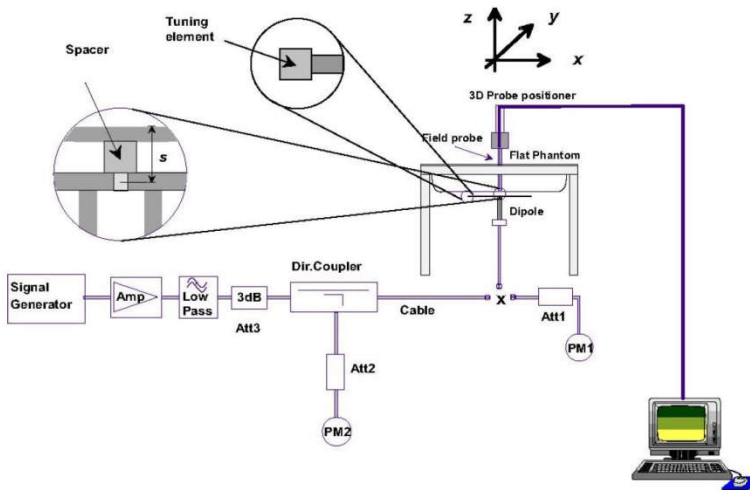 Tuning
element
Spacer
s
z
y
x
3D Probe positioner
Field probe
Flat Phantom
Dipole
Signal
Generator
Amp
Low
Pass
3dB
Att3
Dir.Coupler
Cable
x
Att1
PM1
Att2
PM2